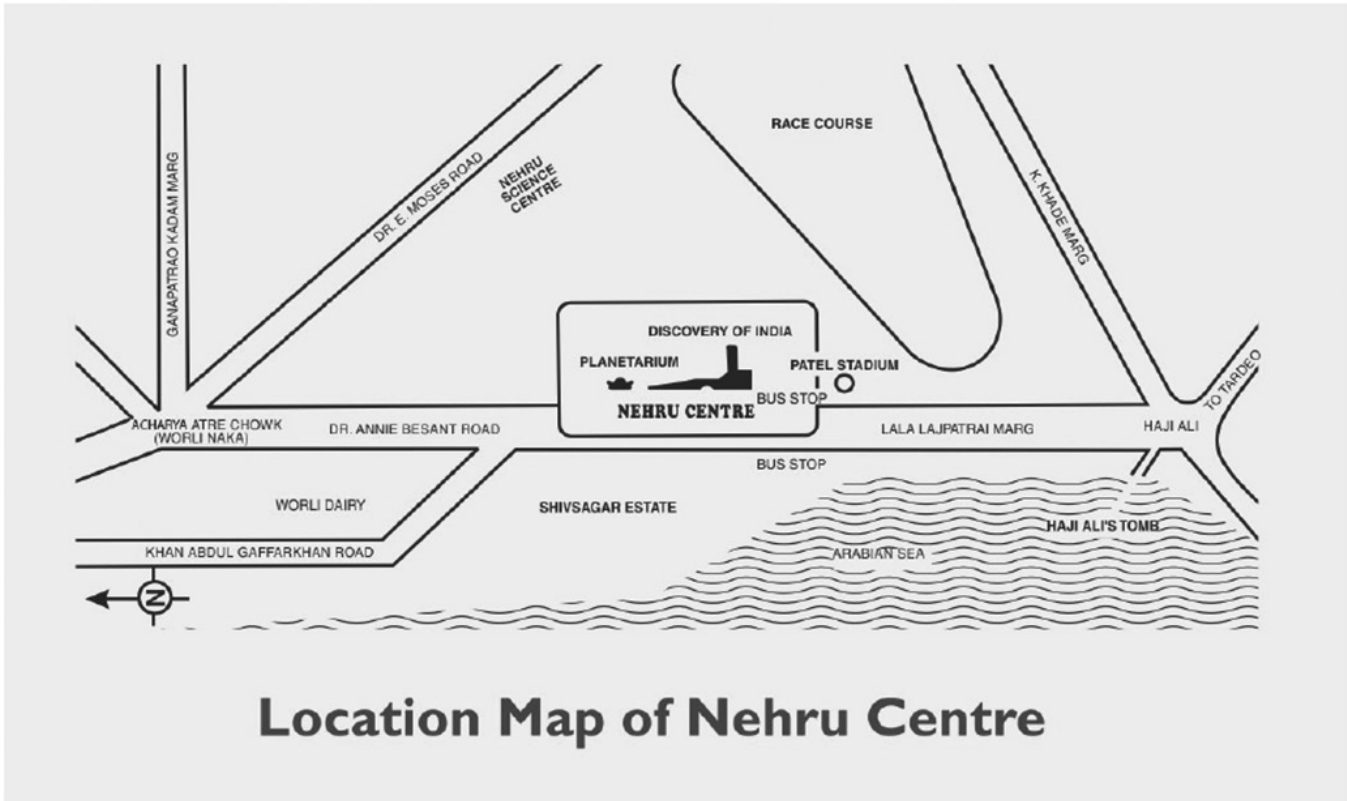 RACE COURSE
GANAPATRAO KADAM MARG
DR. E. MOSES ROAD
NEHRU
SCIENCE
CENTRE
K. KHADE MARG
DISCOVERY OF INDIA
PLANETARIUM
PATEL STADIUM
BUS STOP
NEHRU CENTRE
TO TARDEO
ACHARYA ATRE CHOWK
(WORLI NAKA)
DR. ANNIE BESANT ROAD
LALA LAJPATRAI MARG
HAJI ALI
BUS STOP
WORLI DAIRY
SHIVSAGAR ESTATE
HAJI ALI'S TOMB
KHAN ABDUL GAFFARKHAN ROAD
ARABIAN SEA
N
Location Map of Nehru Centre